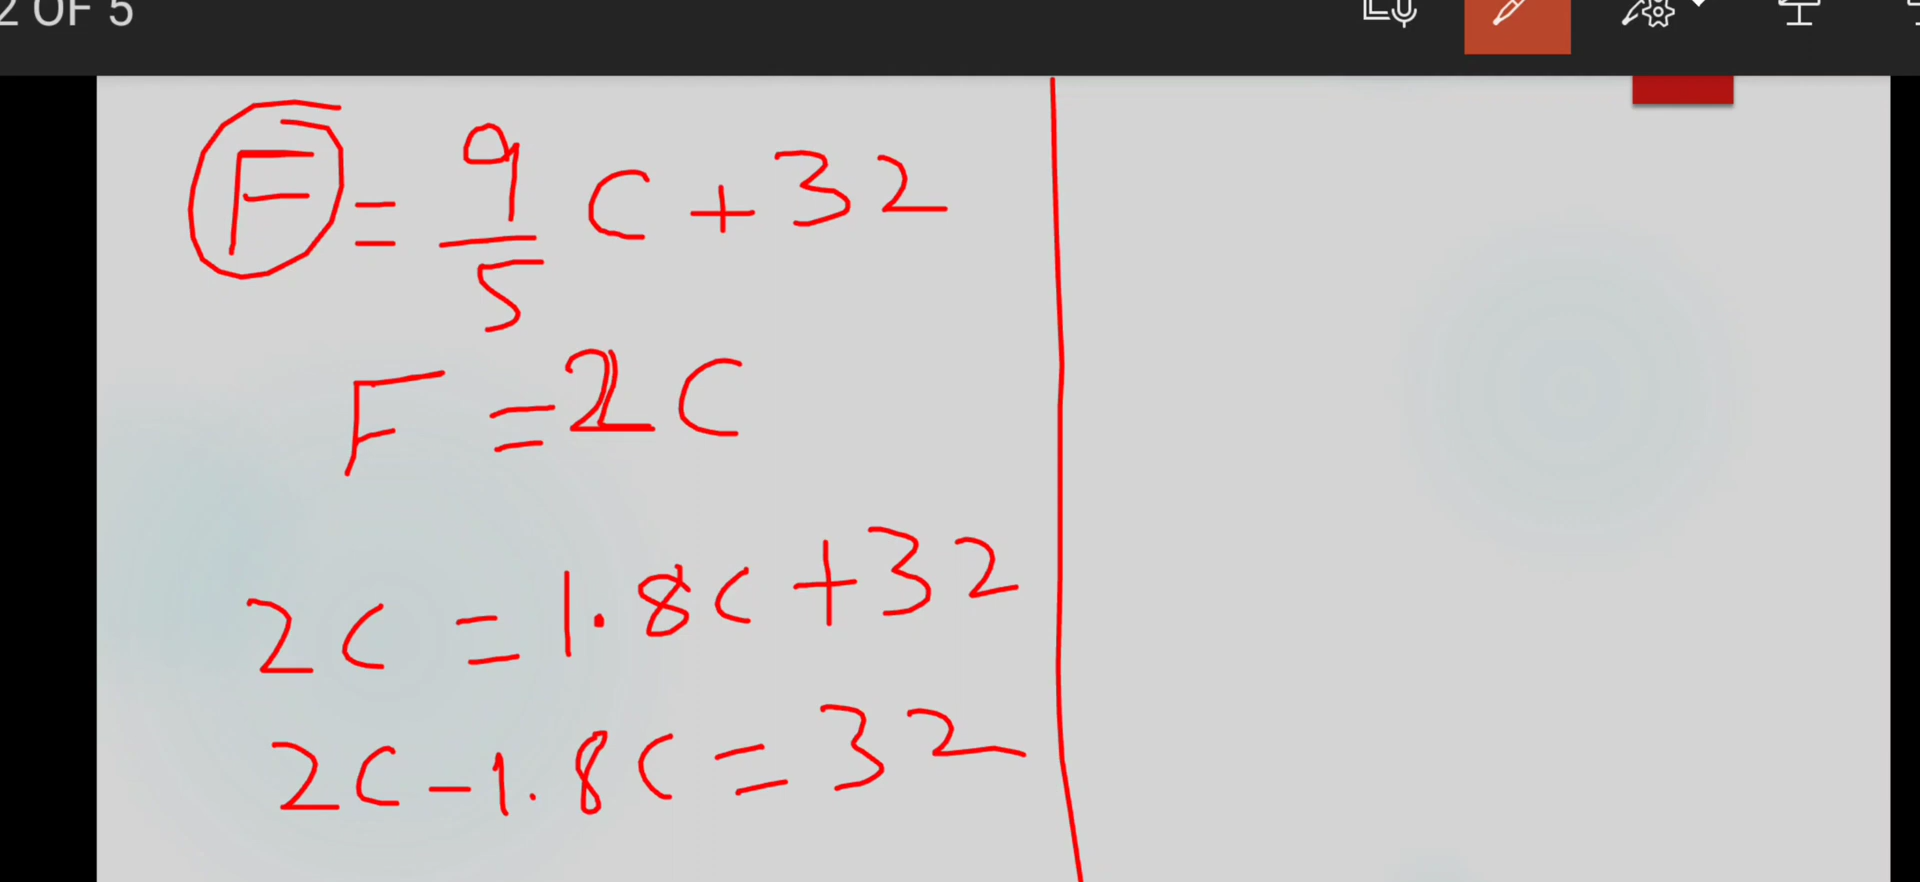 2 OF 5
F = 9/5 C + 32
F = 2C
2C = 1.8C + 32
2C - 1.8C = 32